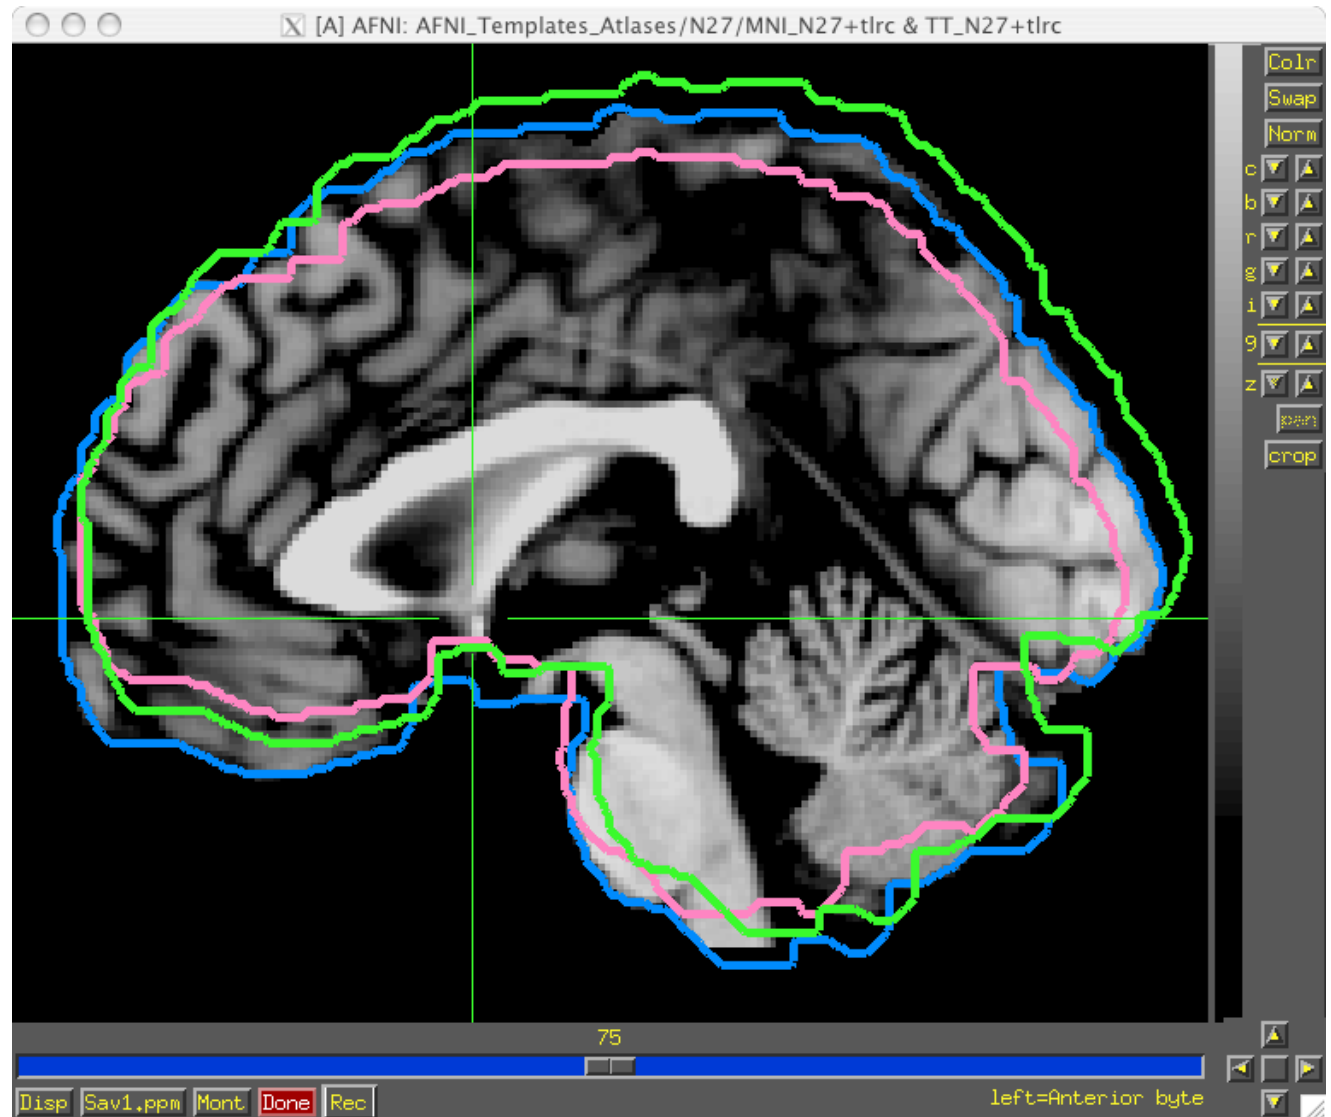 X [A] AFNI: AFNI_Templates_Atlases/N27/MNI_N27+tlrc & TT_N27+tlrc
Colr
Swap
Norm
c
b
r
g
i
9
z
pan
crop
75
Disp Sav1.ppm Mont Done Rec left=Anterior byte